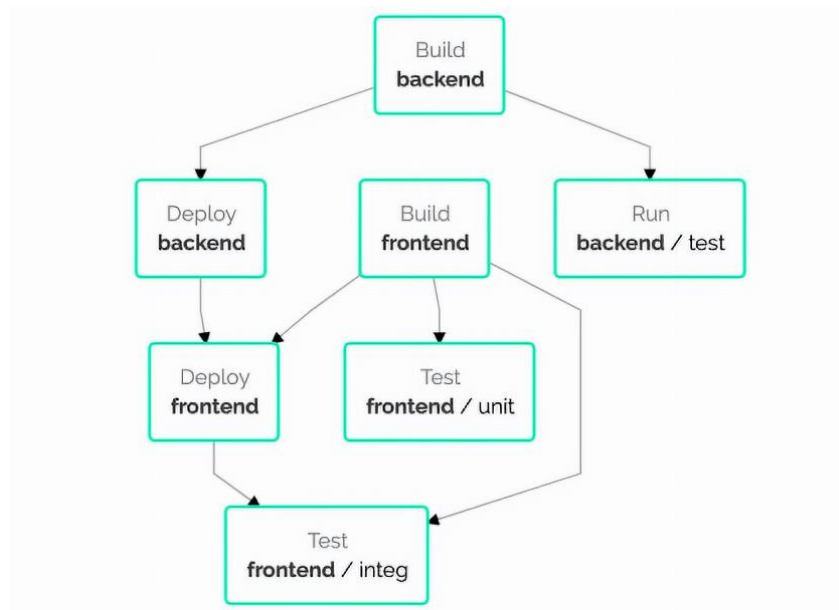 Build
backend
Deploy
backend
Build
frontend
Run
backend / test
Deploy
frontend
Test
frontend / unit
Test
frontend / integ